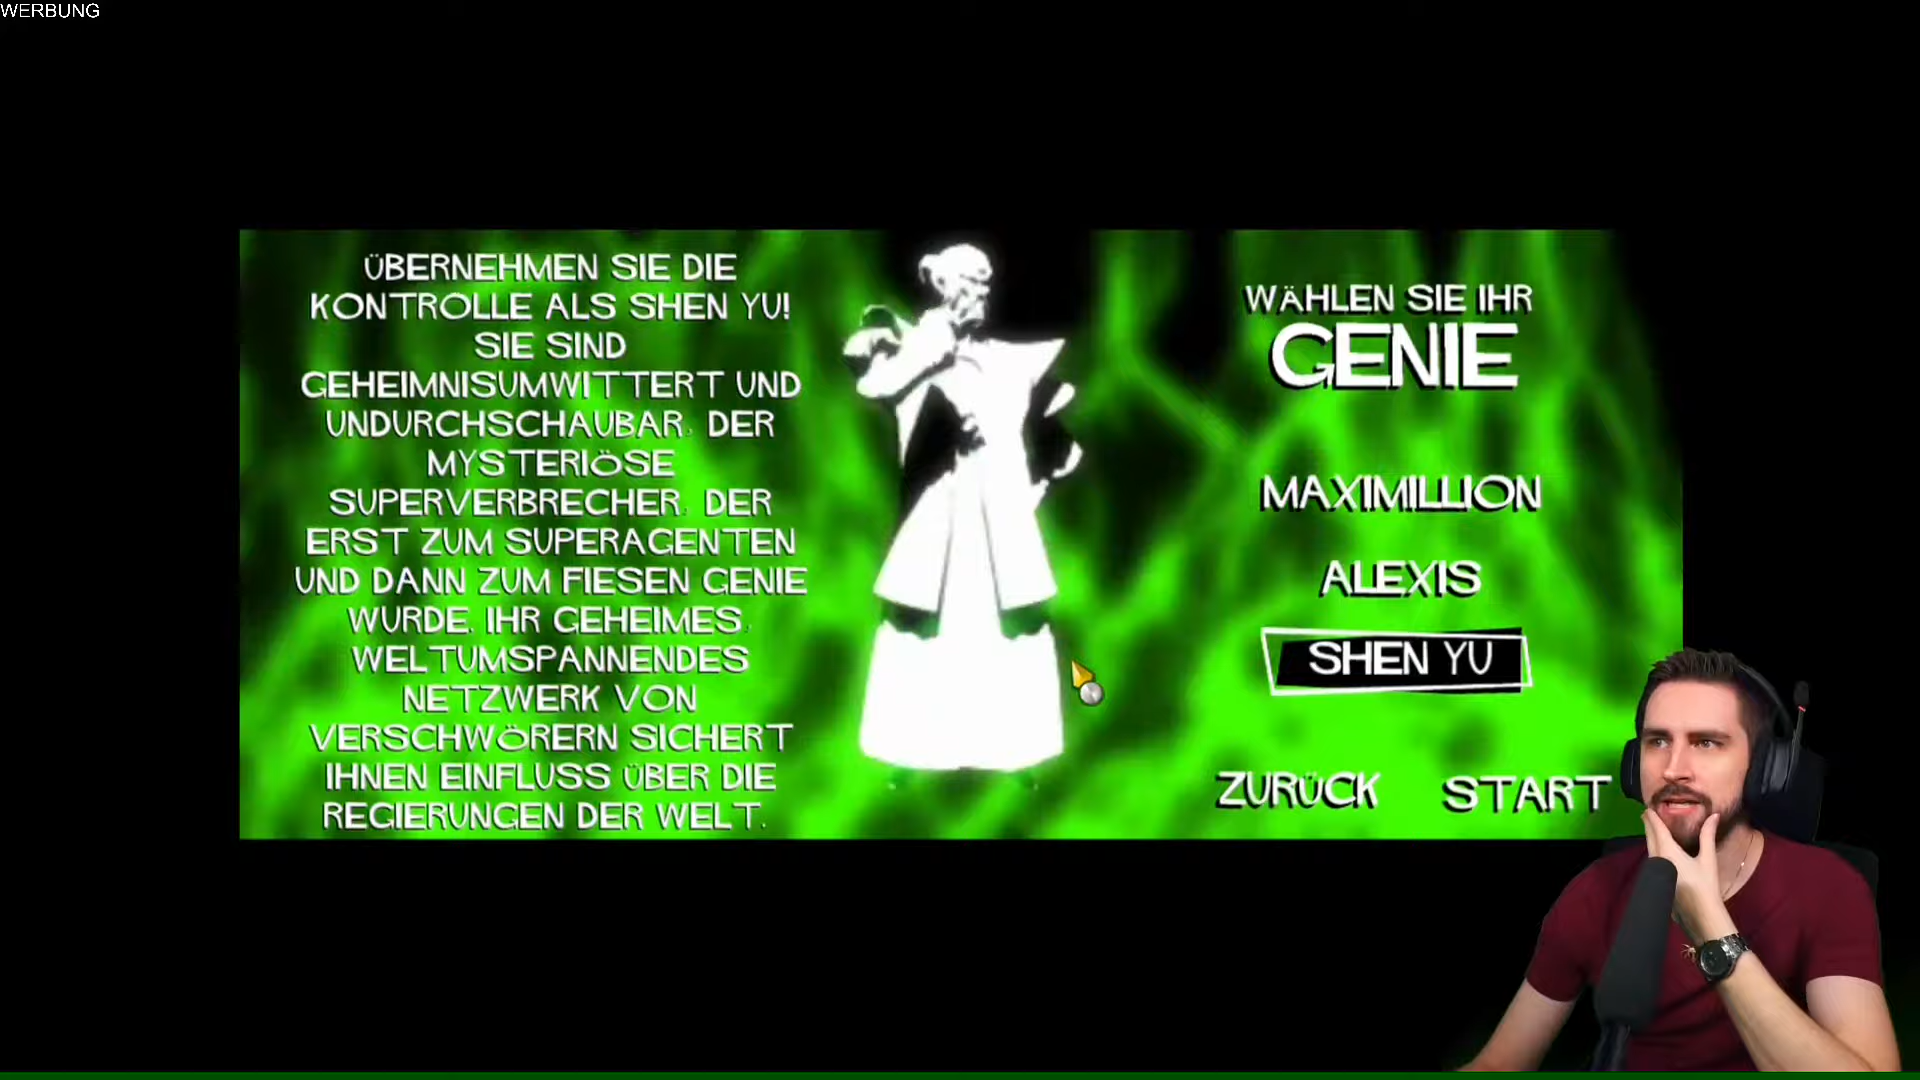 WERBUNG
ÜBERNEHMEN SIE DIE
KONTROLLE ALS SHEN YU!
SIE SIND
GEHEIMNISUMWITTERT UND
UNDURCHSCHAUBAR, DER
MYSTERIÖSE
SUPERVERBRECHER, DER
ERST ZUM SUPERAGENTEN
UND DANN ZUM FIESEN GENIE
WURDE. IHR GEHEIMES,
WELTUMSPANNENDES
NETZWERK VON
VERSCHWÖRERN SICHERT
IHNEN EINFLUSS ÜBER DIE
REGIERUNGEN DER WELT.
WÄHLEN SIE IHR
GENIE
MAXIMILLION
ALEXIS
SHEN YU
ZURÜCK START